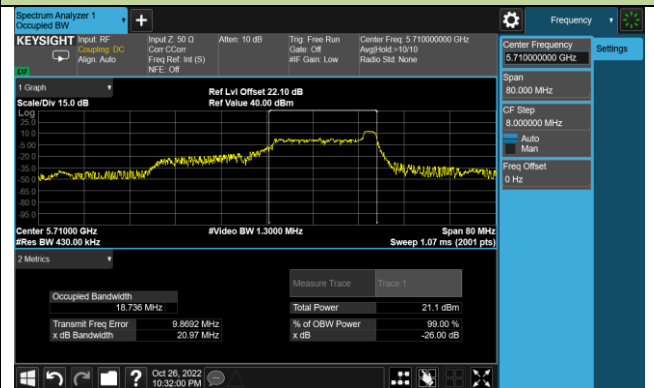 Spectrum Analyzer 1
Occupied BW
Frequency
KEYSIGHT
Input: RF
Coupling: DC
Align: Auto
Input Z: 50 Ω
Corr CCorr
Freq Ref: Int (S)
NFE: Off
Atten: 10 dB
Trig: Free Run
Gate: Off
#IF Gain: Low
Center Freq: 5.710000000 GHz
Avg|Hold:>10/10
Radio Std: None
Center Frequency
5.710000000 GHz
Settings
Span
80.000 MHz
CF Step
8.000000 MHz
Auto
Man
Freq Offset
0 Hz
1 Graph
Scale/Div 15.0 dB
Ref Lvl Offset 22.10 dB
Ref Value 40.00 dBm
Log
25.0
10.0
-5.00
-20.0
-35.0
-50.0
-65.0
-80.0
-95.0
Center 5.71000 GHz
#Res BW 430.00 kHz
#Video BW 1.3000 MHz
Span 80 MHz
Sweep 1.07 ms (2001 pts)
2 Metrics
Measure Trace
Trace 1
Occupied Bandwidth
18.736 MHz
Total Power
21.1 dBm
Transmit Freq Error
9.8692 MHz
% of OBW Power
99.00 %
x dB Bandwidth
20.97 MHz
x dB
-26.00 dB
Oct 26, 2022
10:32:00 PM